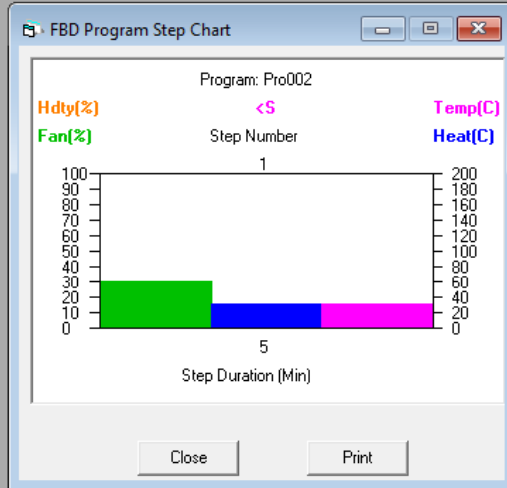 FBD Program Step Chart
Program: Pro002
Hdty(%) <S Temp(C)
Fan(%) Step Number Heat(C)
1
100 200
90 180
80 160
70 140
60 120
50 100
40 80
30 60
20 40
10 20
0 0
5
Step Duration (Min)
Close Print